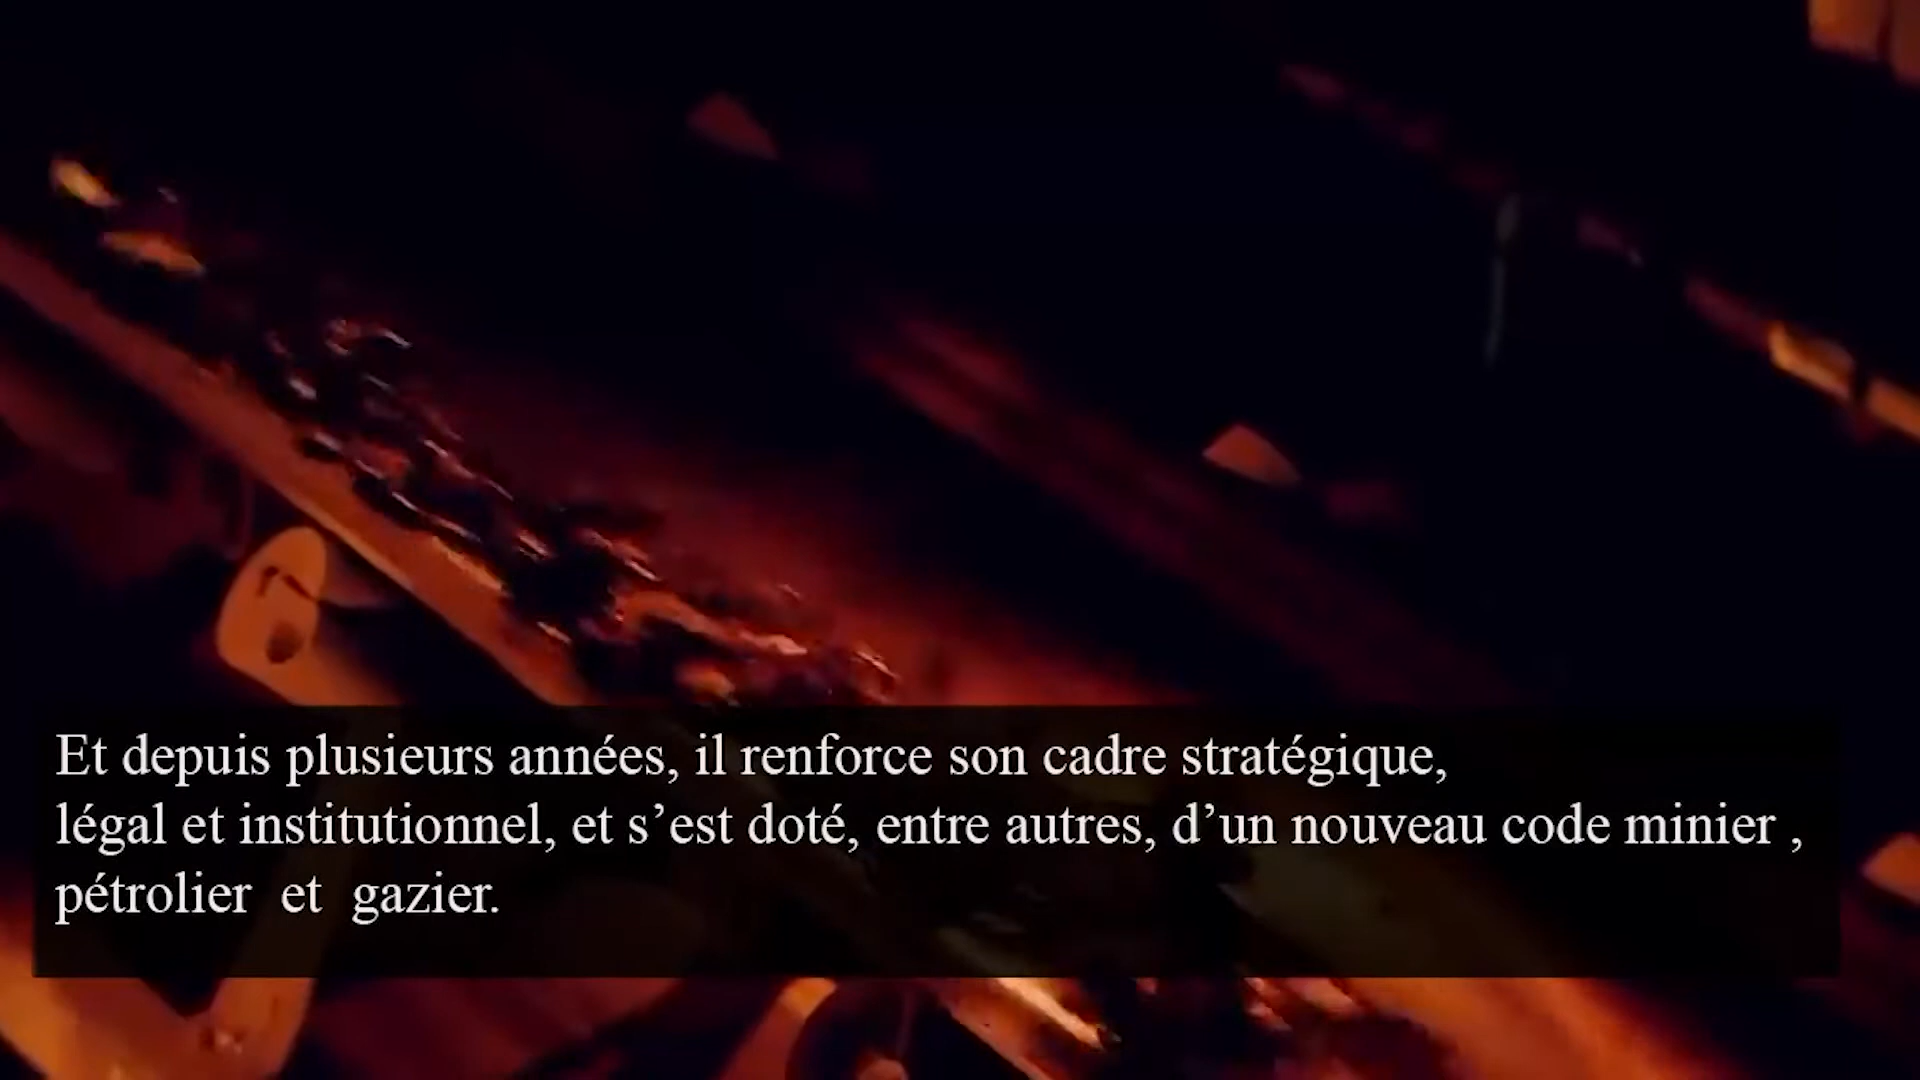 Et depuis plusieurs années, il renforce son cadre stratégique,
légal et institutionnel, et s’est doté, entre autres, d’un nouveau code minier ,
pétrolier et gazier.